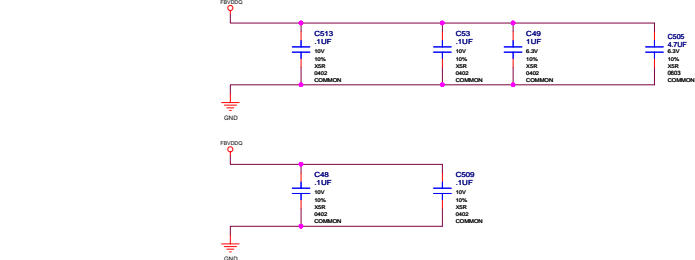 FBVDDQ
C513
.1UF
10V
10%
X5R
0402
COMMON
C53
.1UF
10V
10%
X5R
0402
COMMON
C49
1UF
6.3V
10%
X5R
0402
COMMON
C505
4.7UF
6.3V
10%
X5R
0603
COMMON
GND
FBVDDQ
C48
.1UF
10V
10%
X5R
0402
COMMON
C509
.1UF
10V
10%
X5R
0402
COMMON
GND